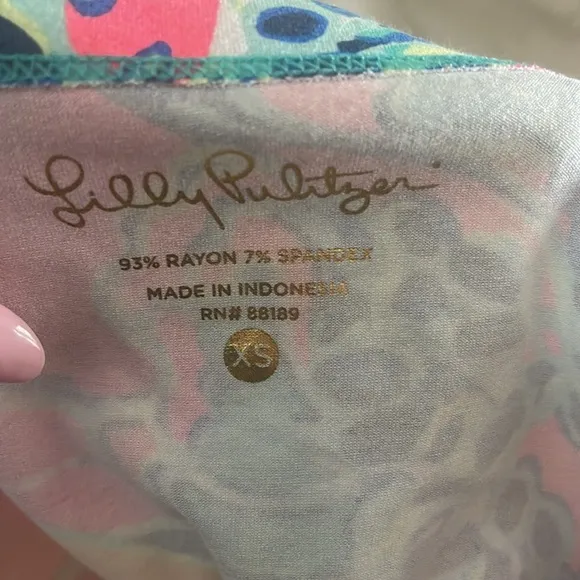 Lilly Pulitzer
93% RAYON 7% SPANDEX
MADE IN INDONESIA
RN# 88189
XS